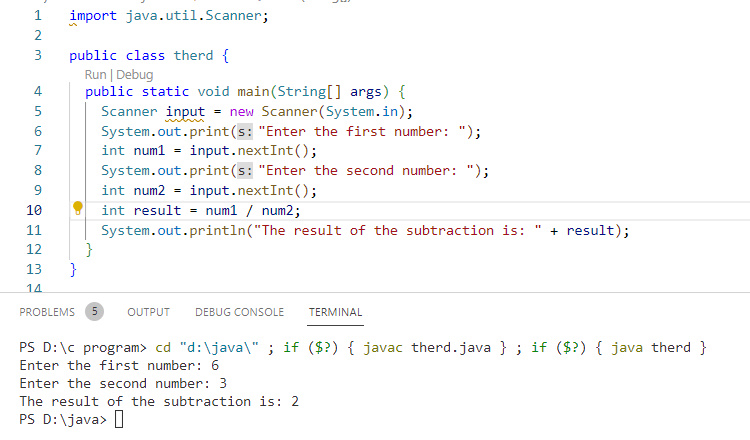 1 import java.util.Scanner;
2
3 public class therd {
Run | Debug
4 public static void main(String[] args) {
5 Scanner input = new Scanner(System.in);
6 System.out.print(s: "Enter the first number: ");
7 int num1 = input.nextInt();
8 System.out.print(s: "Enter the second number: ");
9 int num2 = input.nextInt();
10 int result = num1 / num2;
11 System.out.println("The result of the subtraction is: " + result);
12 }
13 }
14
PROBLEMS 5 OUTPUT DEBUG CONSOLE TERMINAL
PS D:\c program> cd "d:\java\" ; if ($?) { javac therd.java } ; if ($?) { java therd }
Enter the first number: 6
Enter the second number: 3
The result of the subtraction is: 2
PS D:\java>